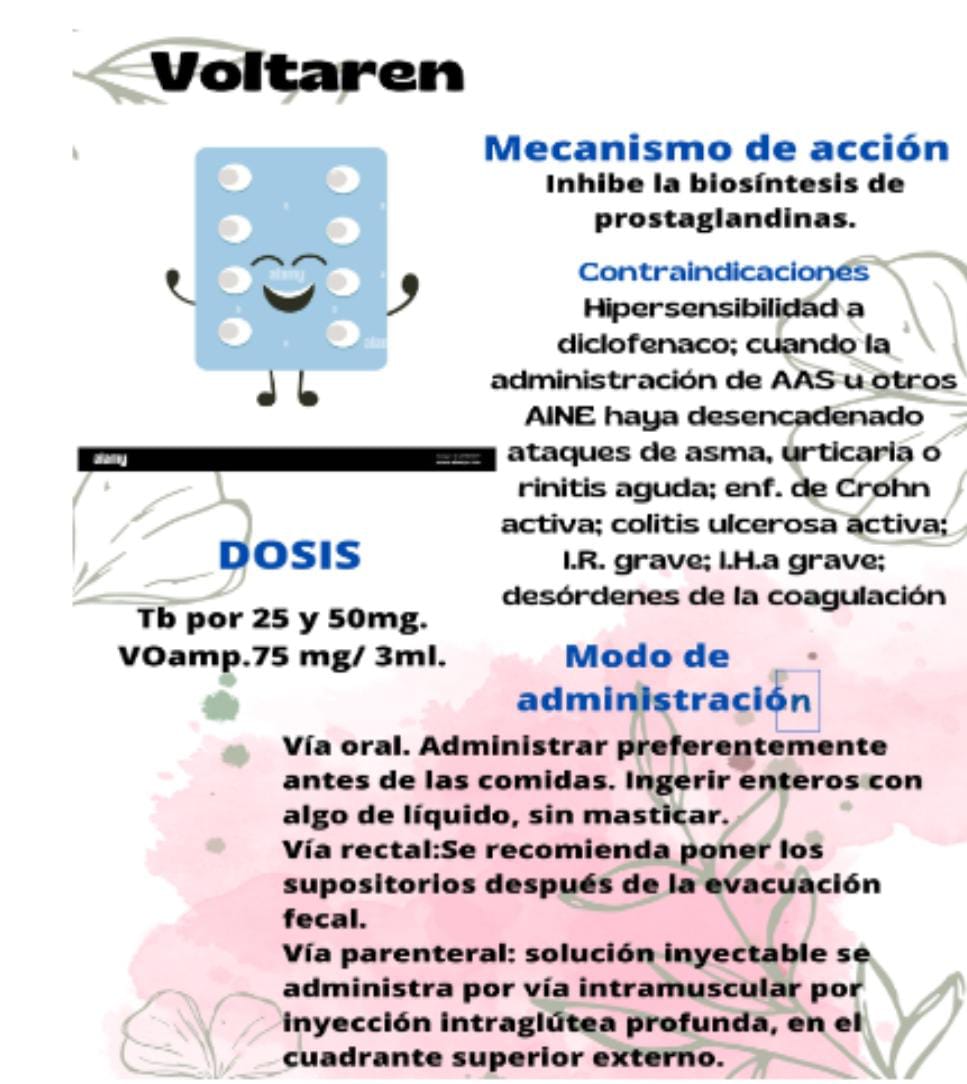 Voltaren
Mecanismo de acción
Inhibe la biosíntesis de
prostaglandinas.
Contraindicaciones
Hipersensibilidad a
diclofenaco; cuando la
administración de AAS u otros
AINE haya desencadenado
ataques de asma, urticaria o
rinitis aguda; enf. de Crohn
activa; colitis ulcerosa activa;
I.R. grave; I.H.a grave;
desórdenes de la coagulación
alamy
alamy
DOSIS
Tb por 25 y 50mg.
VOamp.75 mg/ 3ml.
Modo de
administración
Vía oral. Administrar preferentemente
antes de las comidas. Ingerir enteros con
algo de líquido, sin masticar.
Vía rectal:Se recomienda poner los
supositorios después de la evacuación
fecal.
Vía parenteral: solución inyectable se
administra por vía intramuscular por
inyección intraglútea profunda, en el
cuadrante superior externo.